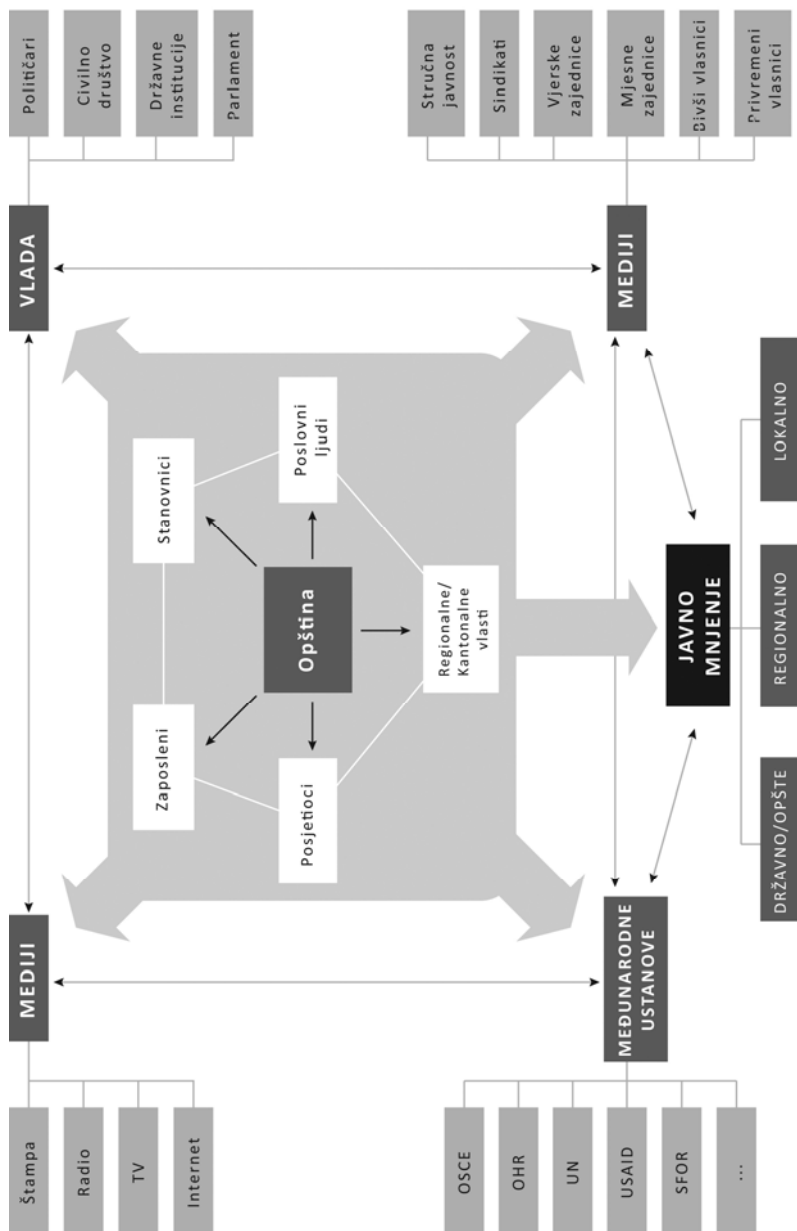 Štampa
Radio
TV
Internet
MEDIJI
VLADA
Političari
Civilno
društvo
Državne
institucije
Parlament
Zaposleni
Stanovnici
Opština
Posjetioci
Poslovni
ljudi
Regionalne/
Kantonalne
vlasti
OSCE
OHR
UN
USAID
SFOR
...
MEĐUNARODNE
USTANOVE
MEDIJI
Stručna
javnost
Sindikati
Vjerske
zajednice
Mjesne
zajednice
Bivši vlasnici
Privremeni
vlasnici
JAVNO
MNJENJE
DRŽAVNO/OPŠTE
REGIONALNO
LOKALNO